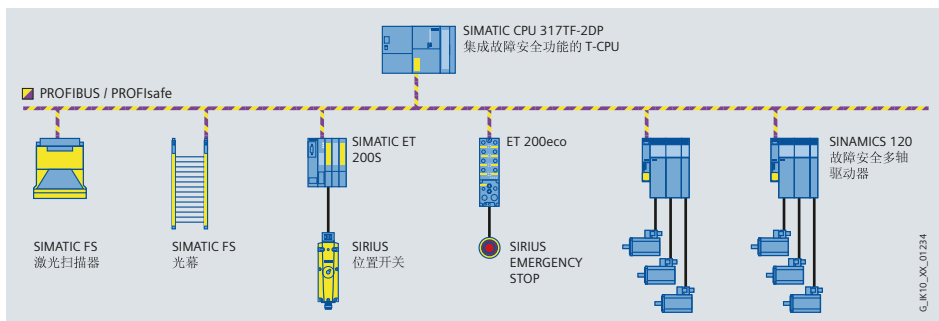 SIMATIC CPU 317TF-2DP
集成故障安全功能的 T-CPU
PROFIBUS / PROFIsafe
SIMATIC ET
200S
ET 200eco
SINAMICS 120
故障安全多轴
驱动器
SIMATIC FS
激光扫描器
SIMATIC FS
光幕
SIRIUS
位置开关
SIRIUS
EMERGENCY
STOP
G_IK10_XX_01234